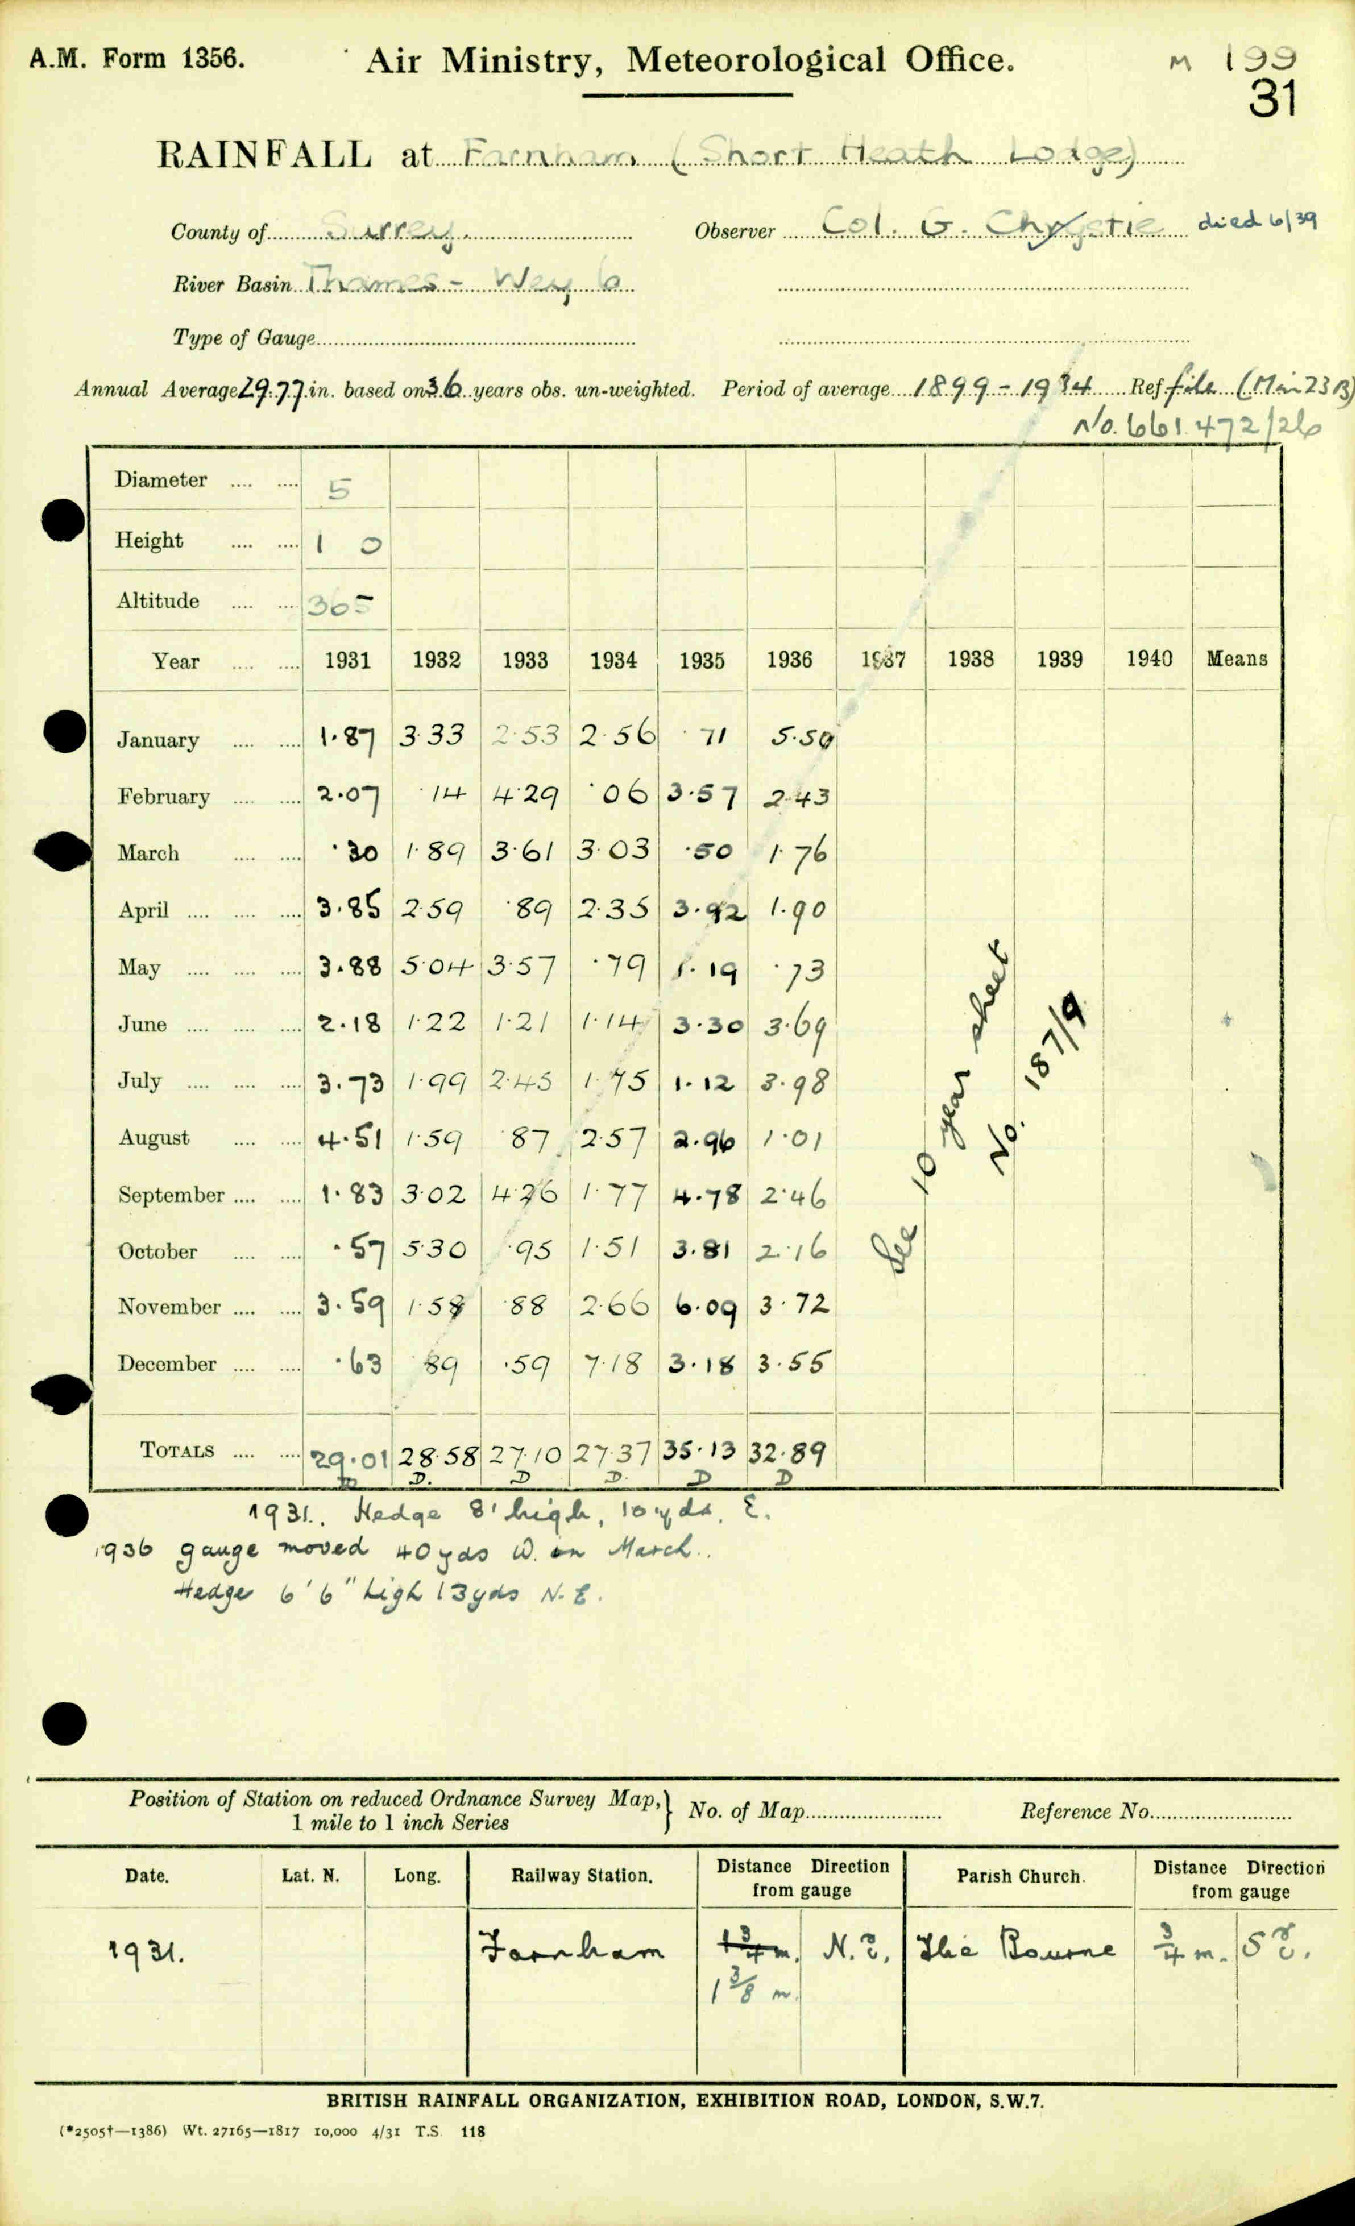 A.M. Form 1356. Air Ministry, Meteorological Office. M 199
31
RAINFALL at Farnham (Short Heath Lodge)
County of Surrey. Observer Col. G. Chrystie died 6/39
River Basin Thames - Wey 6
Type of Gauge
Annual Average 29.77 in. based on 36 years obs. un-weighted. Period of average 1899-1934 Ref. file (Min 23B)
No. 661.472/26
Diameter 5
Height 1 0
Altitude 365
Year 1931 1932 1933 1934 1935 1936 1937 1938 1939 1940 Means
January 1.87 3.33 2.53 2.56 .71 5.50
February 2.07 .14 4.29 .06 3.57 2.43
March .30 1.89 3.61 3.03 .50 1.76
April 3.85 2.59 .89 2.35 3.92 1.90
May 3.88 5.04 3.57 .79 1.19 .73
June 2.18 1.22 1.21 1.14 3.30 3.69
July 3.73 1.99 2.45 1.75 1.12 3.98
August 4.51 1.59 .87 2.57 2.96 1.01
September 1.83 3.02 4.26 1.77 4.78 2.46
October .57 5.30 .95 1.51 3.81 2.16
November 3.59 1.58 .88 2.66 6.09 3.72
December .63 .89 .59 7.18 3.18 3.55
See 10 year sheet
No. 187/9
TOTALS 29.01 28.58 27.10 27.37 35.13 32.89
D. D D. D D
1931. Hedge 8' high, 10 yds. E.
1936 gauge moved 40 yds W. in March.
Hedge 6'6" high 13 yds N.E.
Position of Station on reduced Ordnance Survey Map, } No. of Map Reference No.
1 mile to 1 inch Series
Date. Lat. N. Long. Railway Station. Distance Direction from gauge Parish Church. Distance Direction from gauge
1931. Farnham 1 3/4 m. N.E. The Bourne 3/4 m. SE.
1 3/8 m.
BRITISH RAINFALL ORGANIZATION, EXHIBITION ROAD, LONDON, S.W.7.
(*2505†—1386) Wt. 27165—1817 10,000 4/31 T.S. 118